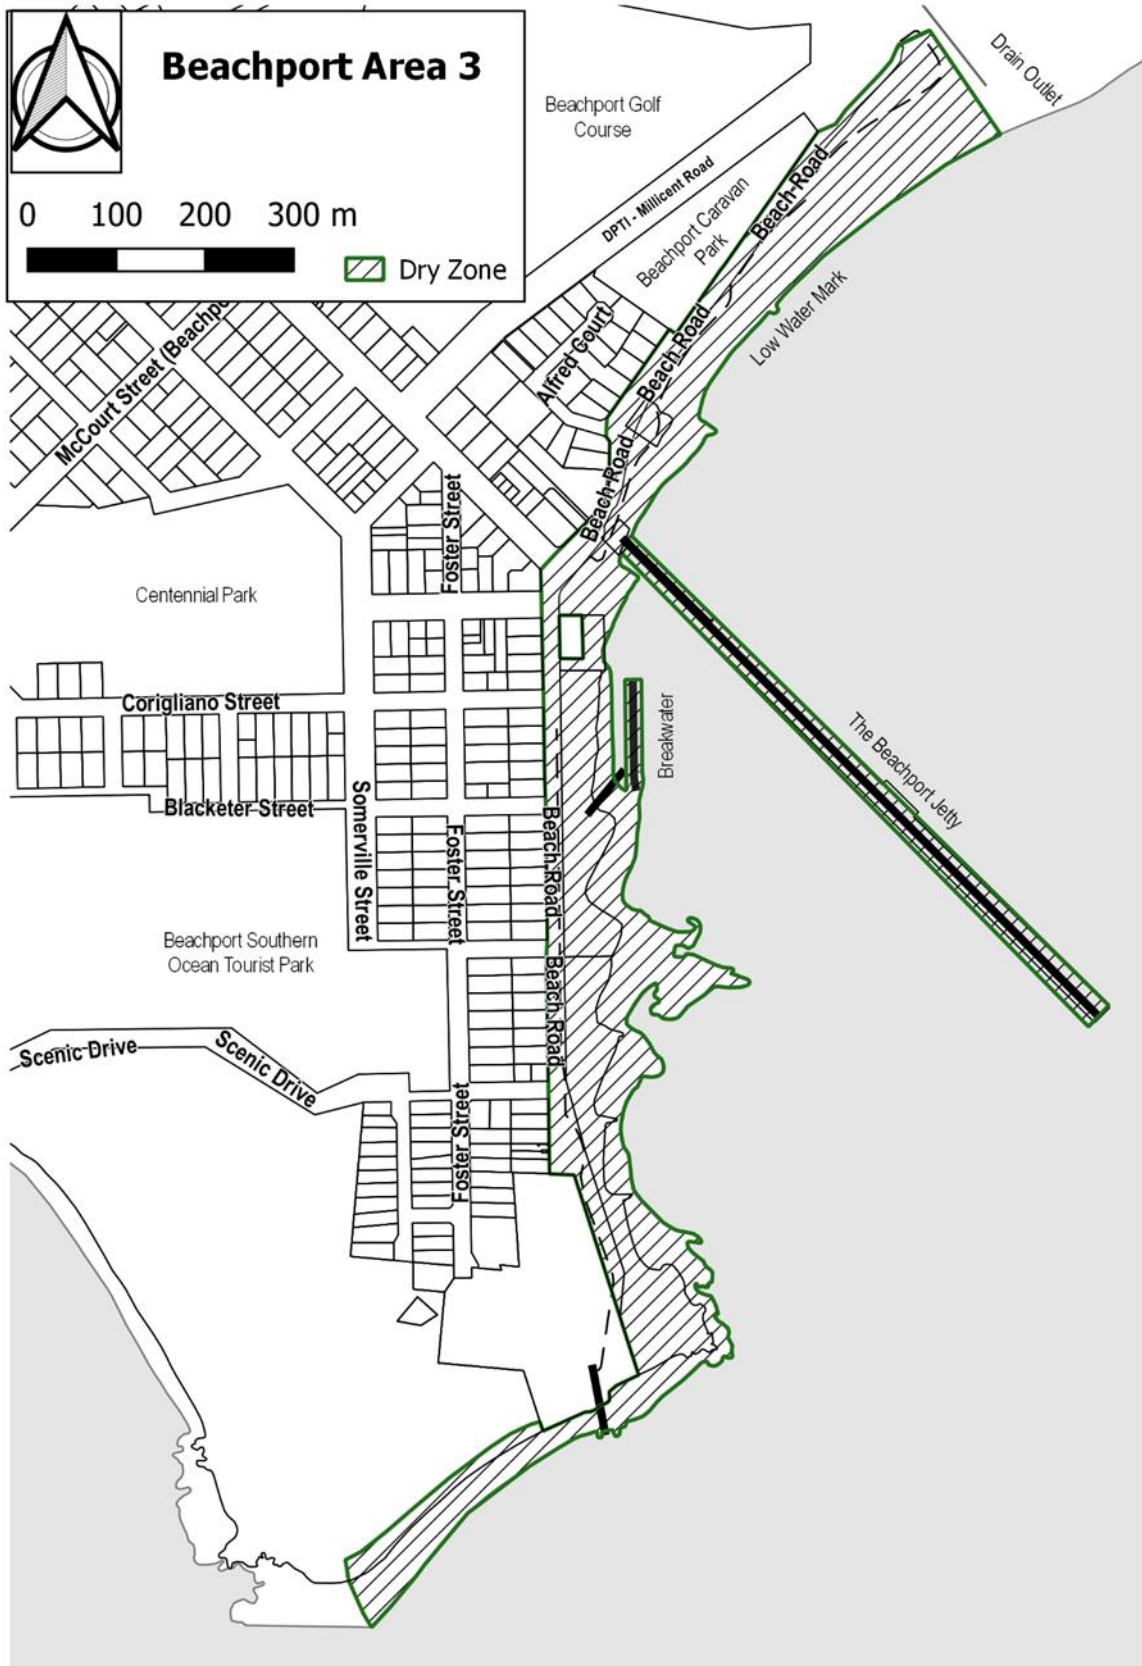 Beachport Area 3
0 100 200 300 m
Dry Zone
Drain Outlet
Beachport Golf
Course
DPTI - Millicent Road
Beachport Caravan
Park
Beach Road
Low Water Mark
Beach Road
Alfred Court
McCourt Street (Beachpo
Beach Road
Foster Street
Centennial Park
Corigliano Street
Breakwater
The Beachport Jetty
Blacketer Street
Somerville Street
Foster Street
Beach Road
Beachport Southern
Ocean Tourist Park
Beach Road
Scenic Drive
Scenic Drive
Foster Street